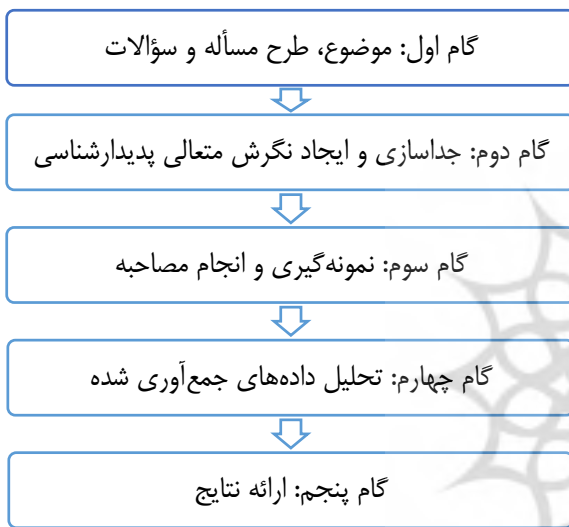 گام اول: موضوع، طرح مسأله و سؤالات
گام دوم: جداسازی و ایجاد نگرش متعالی پدیدارشناسی
گام سوم: نمونه‌گیری و انجام مصاحبه
گام چهارم: تحلیل داده‌های جمع‌آوری شده
گام پنجم: ارائه نتایج